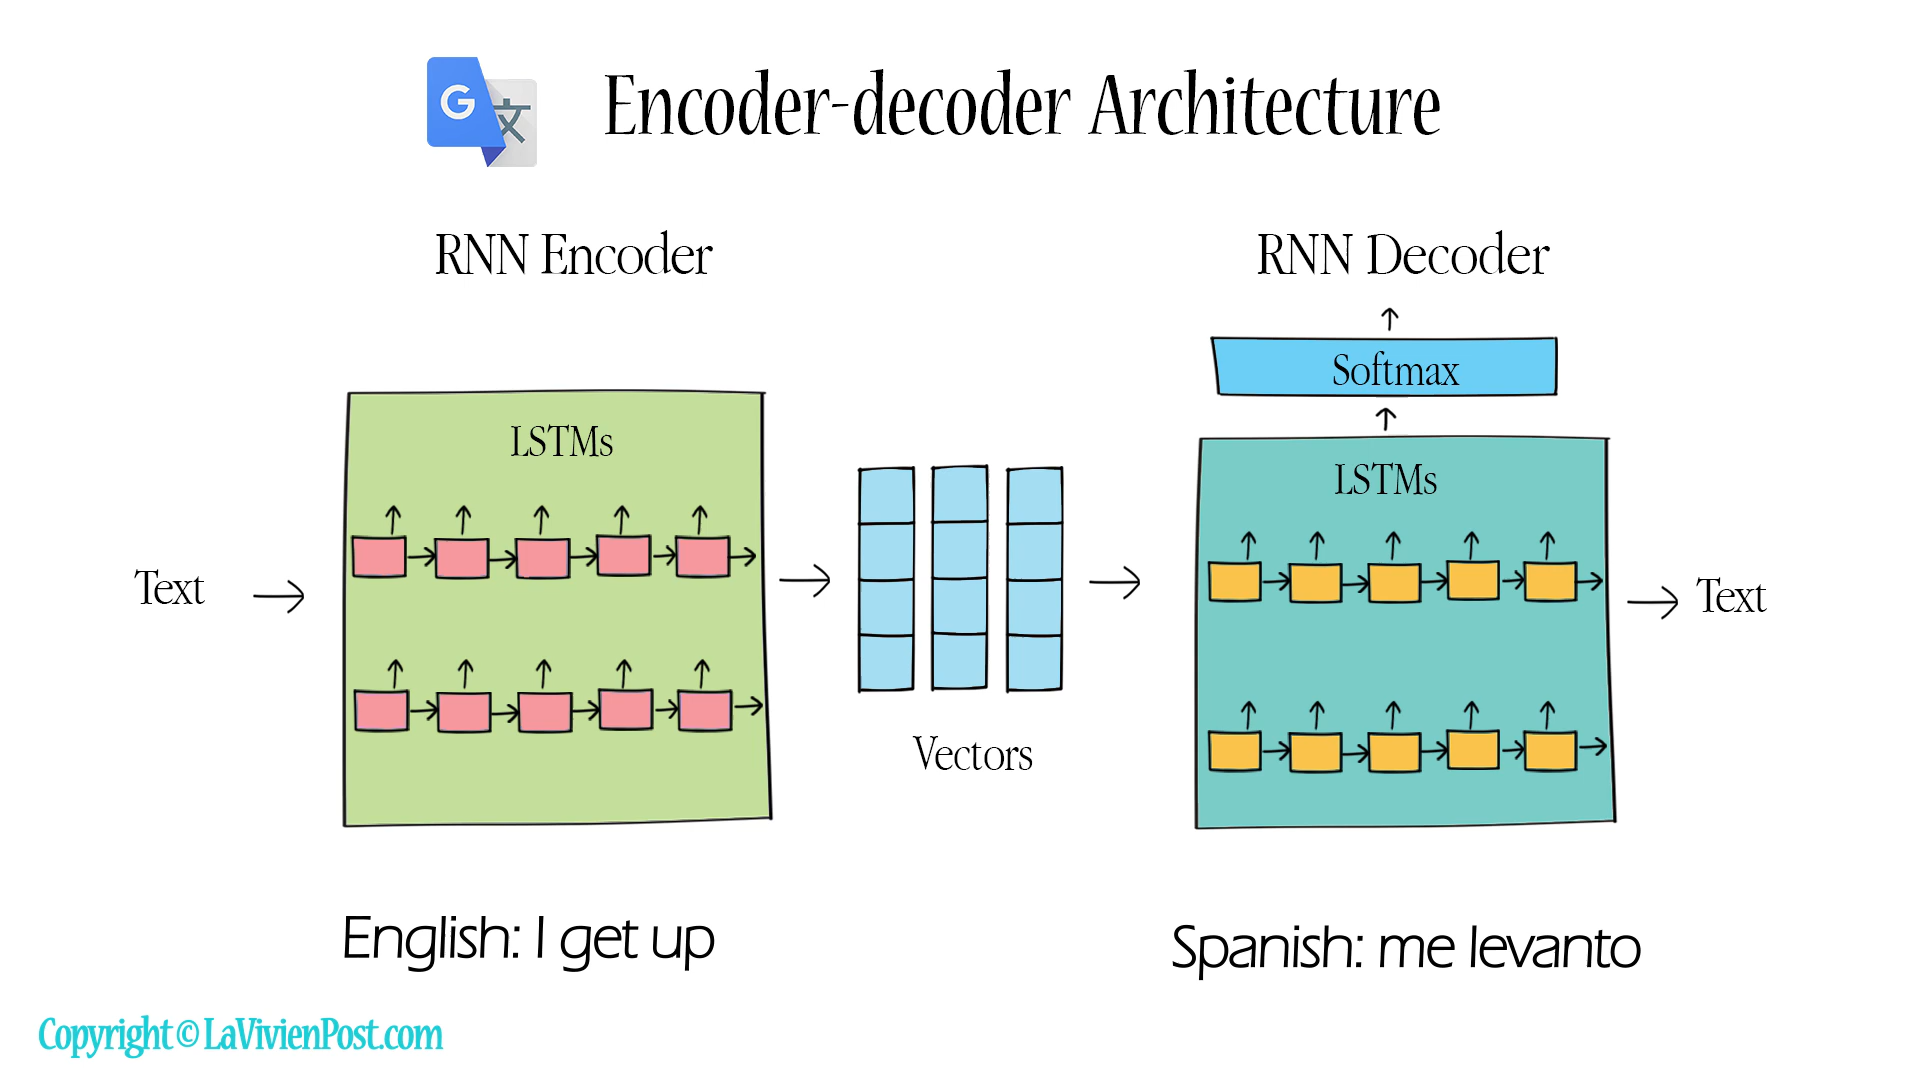 G 文
Encoder-decoder Architecture
RNN Encoder
RNN Decoder
Softmax
LSTMs
LSTMs
Text
Text
Vectors
English: I get up
Spanish: me levanto
Copyright © LaVivienPost.com